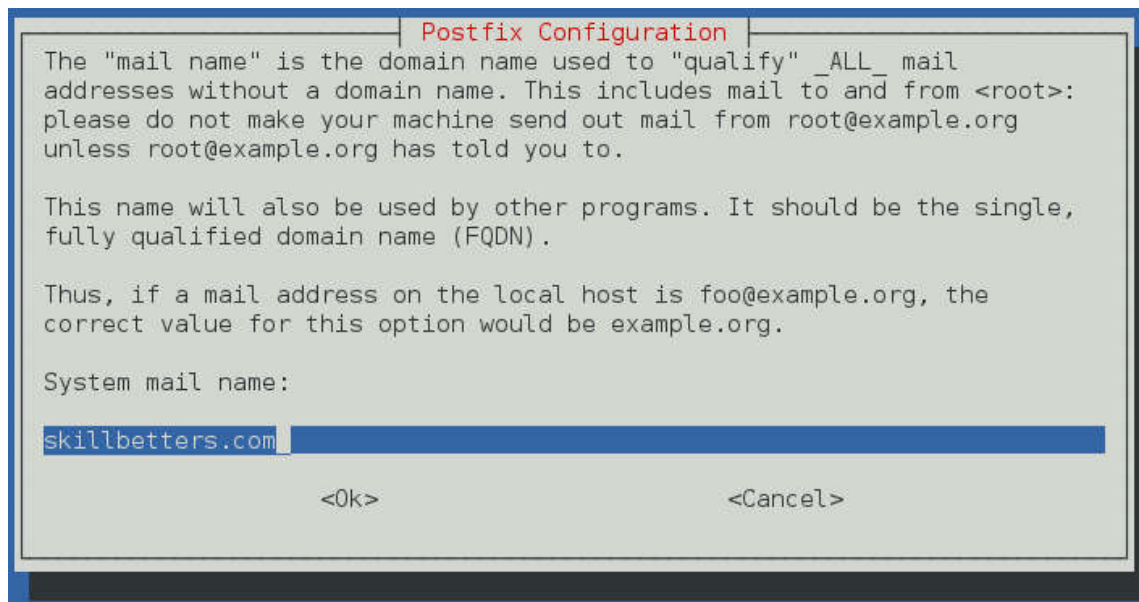 Postfix Configuration
The "mail name" is the domain name used to "qualify" _ALL_ mail
addresses without a domain name. This includes mail to and from <root>:
please do not make your machine send out mail from root@example.org
unless root@example.org has told you to.
This name will also be used by other programs. It should be the single,
fully qualified domain name (FQDN).
Thus, if a mail address on the local host is foo@example.org, the
correct value for this option would be example.org.
System mail name:
skillbetters.com
<Ok> <Cancel>